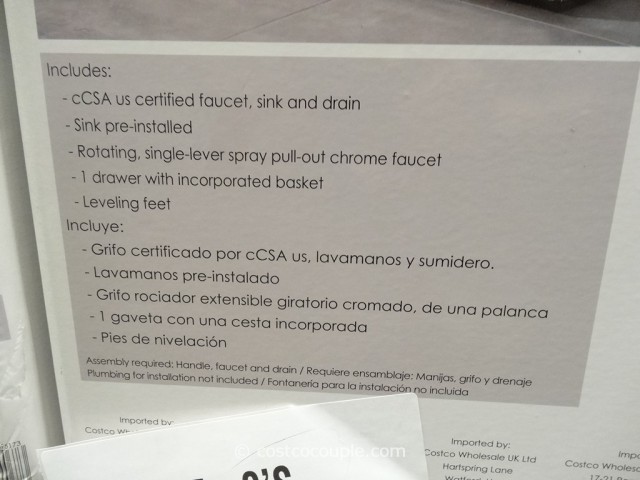 Includes:
- cCSA us certified faucet, sink and drain
- Sink pre-installed
- Rotating, single-lever spray pull-out chrome faucet
- 1 drawer with incorporated basket
- Leveling feet
Incluye:
- Grifo certificado por cCSA us, lavamanos y sumidero.
- Lavamanos pre-instalado
- Grifo rociador extensible giratorio cromado, de una palanca
- 1 gaveta con una cesta incorporada
- Pies de nivelación
Assembly required: Handle, faucet and drain / Requiere ensamblaje: Manijas, grifo y drenaje
Plumbing for installation not included / Fontanería para la instalación no incluida
Imported by:
Costco
Imported by:
Costco Wholesale UK Ltd
Hartspring Lane
Costco
© costcocouple.com